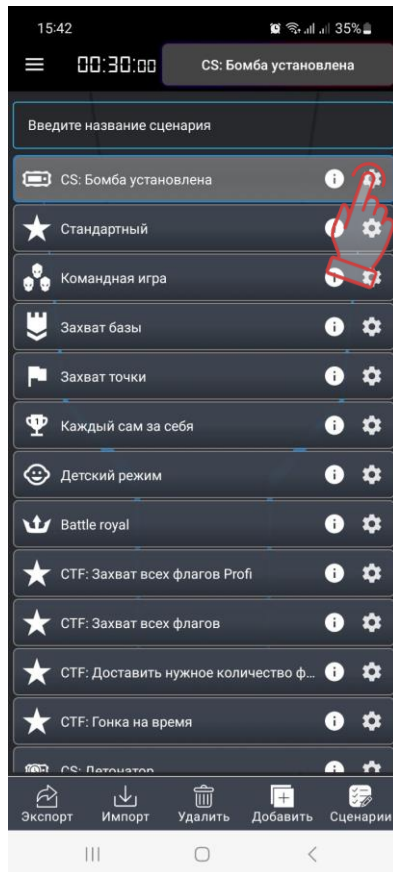 15:42
35%
00:30:00
CS: Бомба установлена
Введите название сценария
CS: Бомба установлена
Стандартный
Командная игра
Захват базы
Захват точки
Каждый сам за себя
Детский режим
Battle royal
CTF: Захват всех флагов Profi
CTF: Захват всех флагов
CTF: Доставить нужное количество ф...
CTF: Гонка на время
CS: Детонатор
Экспорт Импорт Удалить Добавить Сценарии